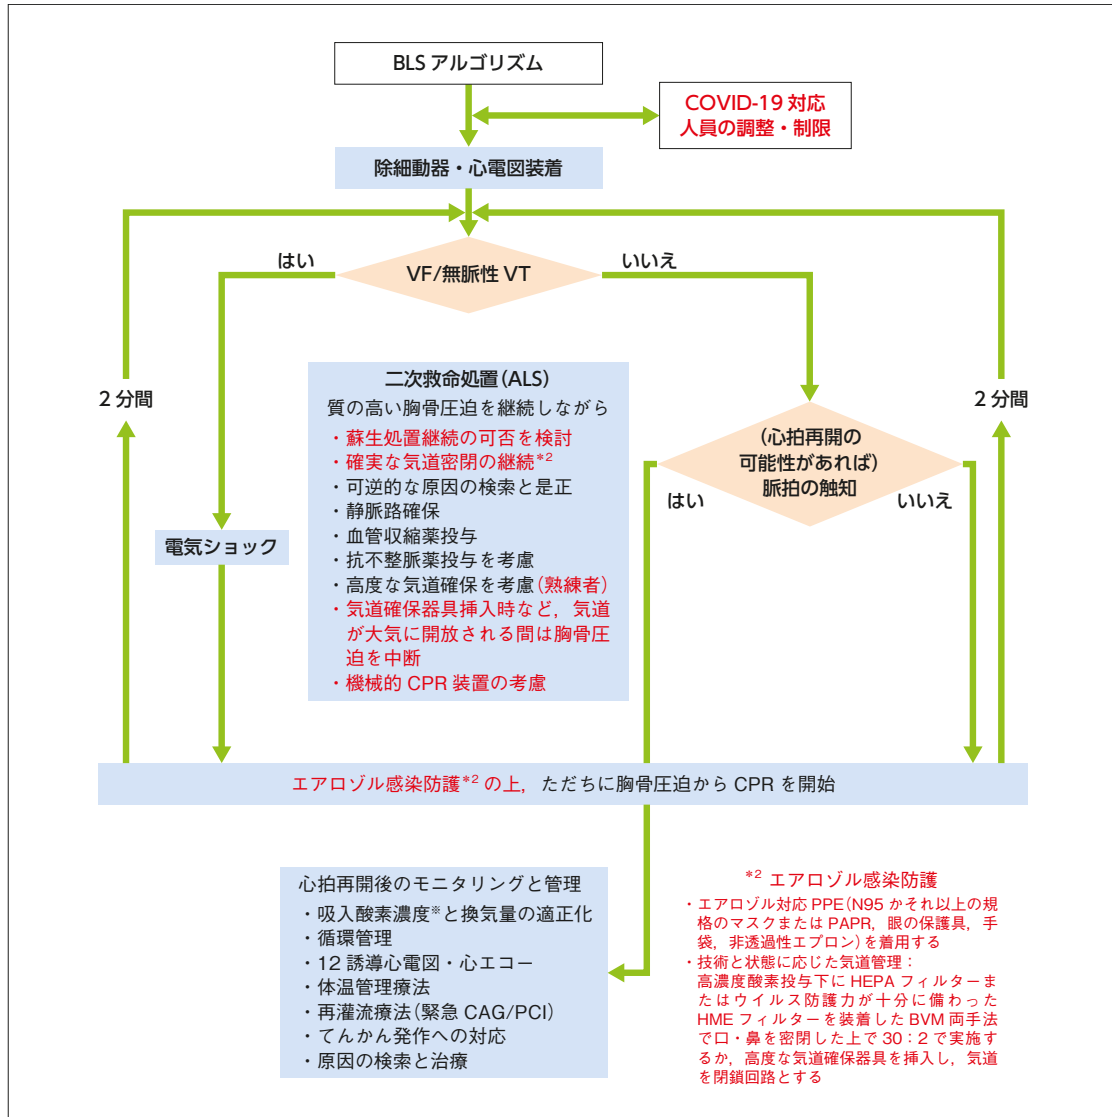 BLS アルゴリズム
COVID-19 対応
人員の調整・制限
除細動器・心電図装着
はい
VF/無脈性 VT
いいえ
2 分間
2 分間
二次救命処置(ALS)
質の高い胸骨圧迫を継続しながら
・蘇生処置継続の可否を検討
・確実な気道密閉の継続*2
・可逆的な原因の検索と是正
・静脈路確保
・血管収縮薬投与
・抗不整脈薬投与を考慮
・高度な気道確保を考慮(熟練者)
・気道確保器具挿入時など，気道
が大気に開放される間は胸骨圧
迫を中断
・機械的 CPR 装置の考慮
(心拍再開の
可能性があれば)
脈拍の触知
はい
いいえ
電気ショック
エアロゾル感染防護*2 の上，ただちに胸骨圧迫から CPR を開始
心拍再開後のモニタリングと管理
・吸入酸素濃度※と換気量の適正化
・循環管理
・12 誘導心電図・心エコー
・体温管理療法
・再灌流療法(緊急 CAG/PCI)
・てんかん発作への対応
・原因の検索と治療
*2 エアロゾル感染防護
・エアロゾル対応 PPE(N95 かそれ以上の規
格のマスクまたは PAPR，眼の保護具，手
袋，非透過性エプロン)を着用する
・技術と状態に応じた気道管理：
高濃度酸素投与下に HEPA フィルターま
たはウイルス防護力が十分に備わった
HME フィルターを装着した BVM 両手法
で口・鼻を密閉した上で 30：2 で実施す
るか，高度な気道確保器具を挿入し，気道
を閉鎖回路とする